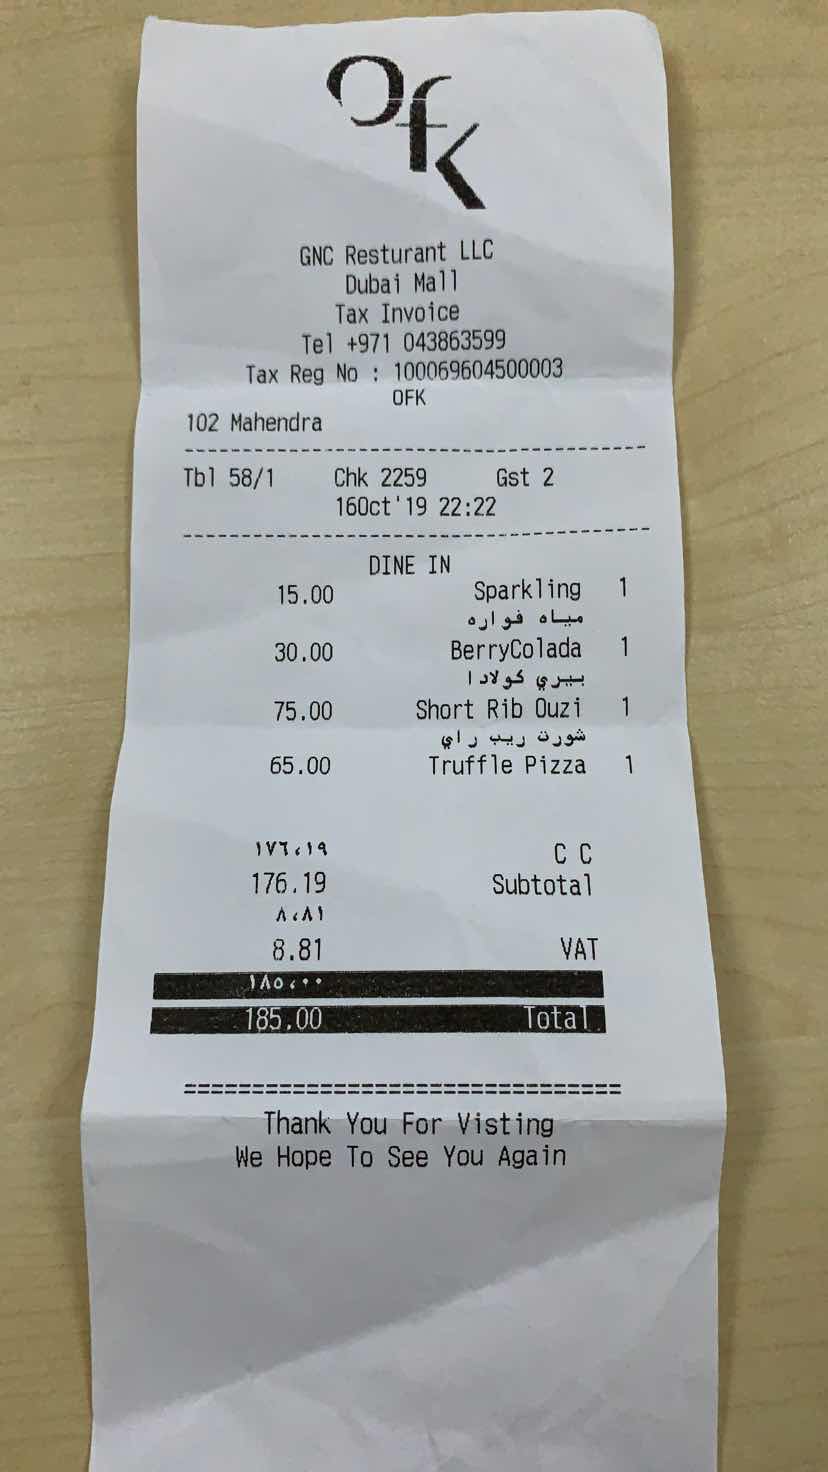 OFK
GNC Resturant LLC
Dubai Mall
Tax Invoice
Tel +971 043863599
Tax Reg No : 100069604500003
OFK
102 Mahendra
Tbl 58/1 Chk 2259 Gst 2
16Oct'19 22:22
DINE IN
15.00 Sparkling 1
مياه فواره
30.00 BerryColada 1
بيري كولادا
75.00 Short Rib Ouzi 1
شورت ريب راي
65.00 Truffle Pizza 1
١٧٦،١٩ C C
176.19 Subtotal
٨،٨١
8.81 VAT
١٨٥،٠٠
185.00 Total
Thank You For Visting
We Hope To See You Again